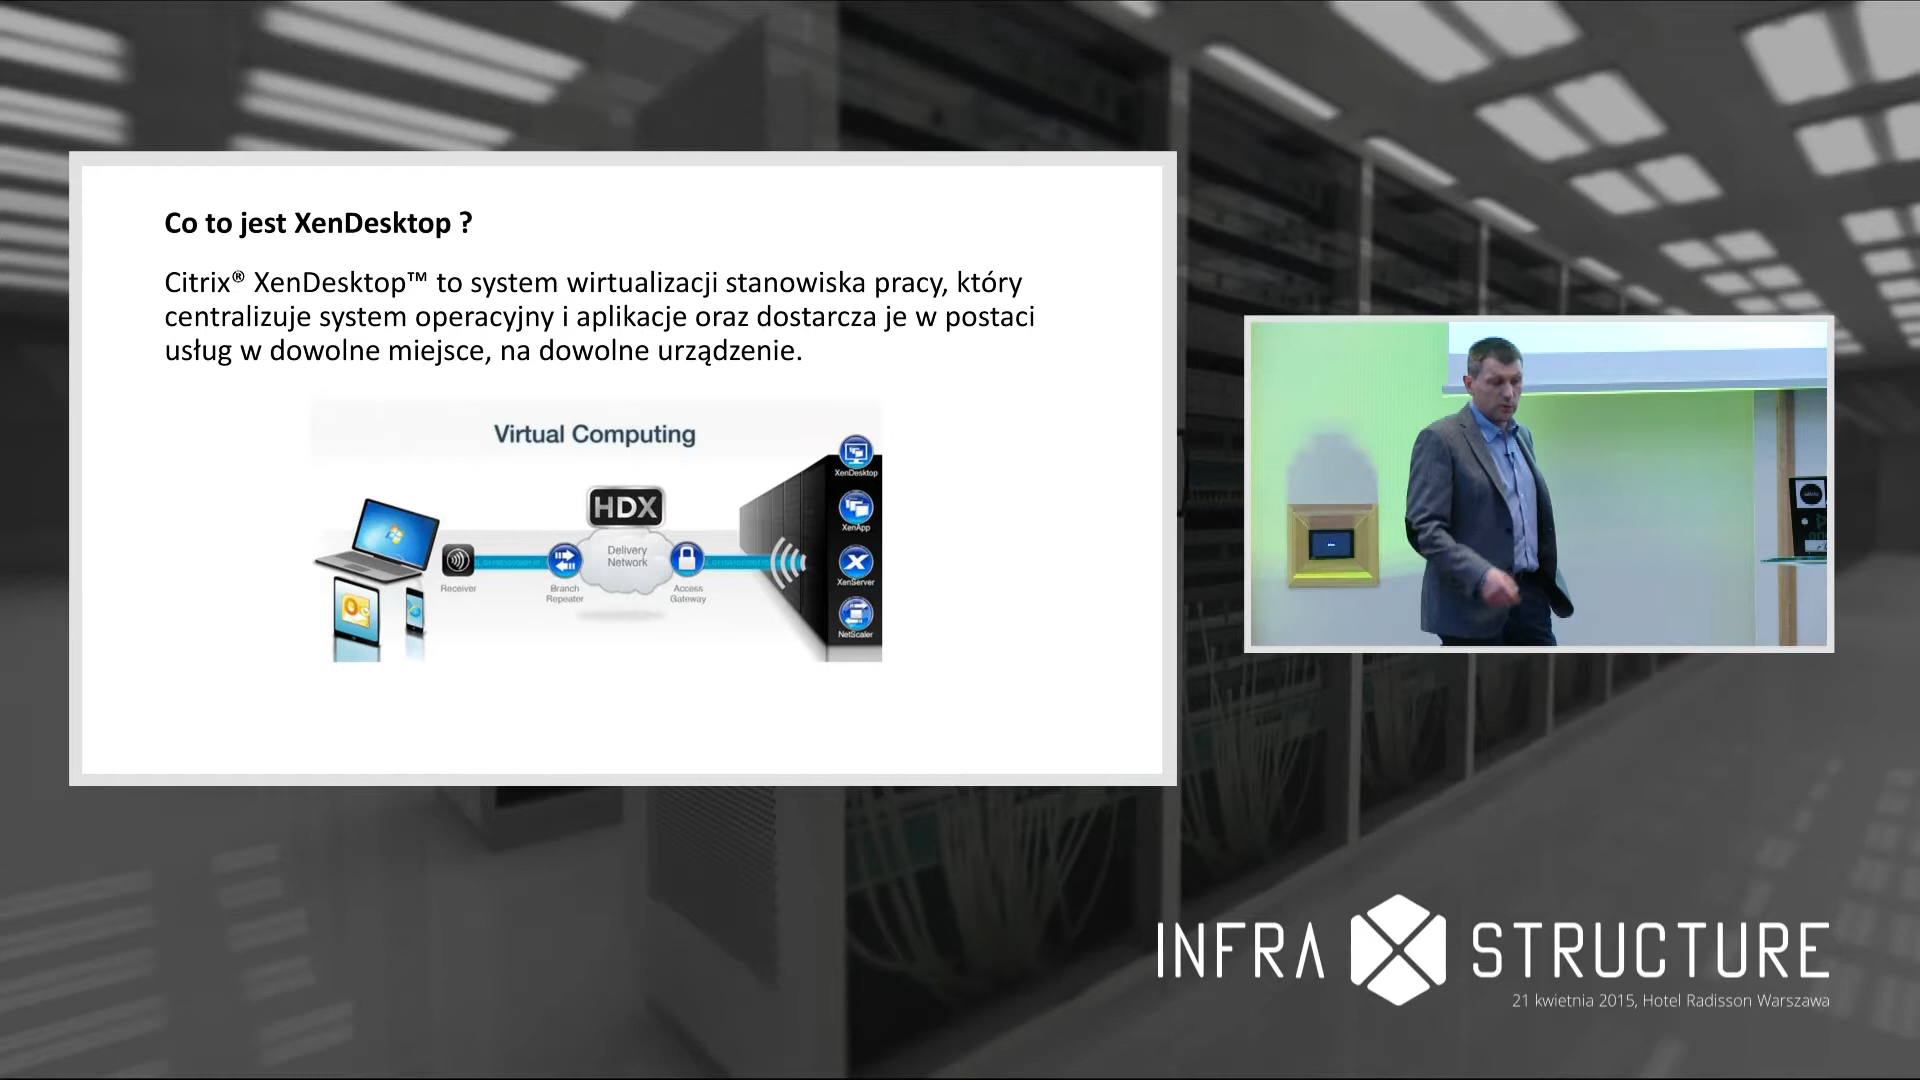 Co to jest XenDesktop ?
Citrix® XenDesktop™ to system wirtualizacji stanowiska pracy, który
centralizuje system operacyjny i aplikacje oraz dostarcza je w postaci
usług w dowolne miejsce, na dowolne urządzenie.
Virtual Computing
HDX
Delivery
Network
Receiver
Branch
Repeater
Access
Gateway
XenDesktop
XenApp
XenServer
NetScaler
INFRA STRUCTURE
21 kwietnia 2015, Hotel Radisson Warszawa